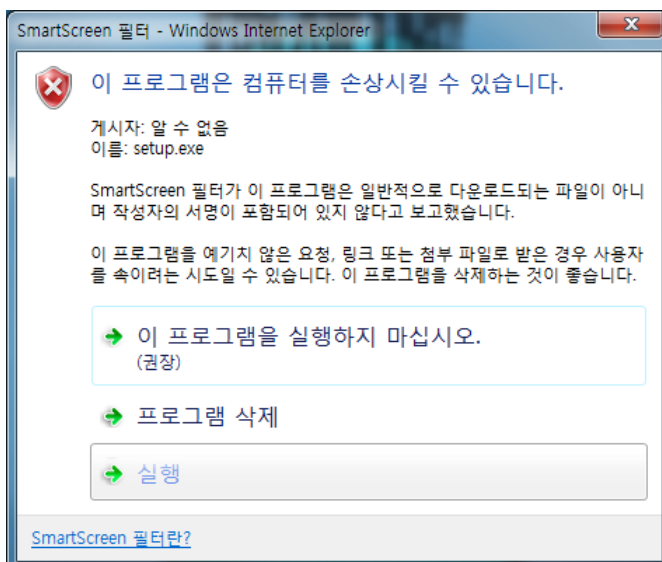 SmartScreen 필터 - Windows Internet Explorer
이 프로그램은 컴퓨터를 손상시킬 수 있습니다.
게시자: 알 수 없음
이름: setup.exe
SmartScreen 필터가 이 프로그램은 일반적으로 다운로드되는 파일이 아니
며 작성자의 서명이 포함되어 있지 않다고 보고했습니다.
이 프로그램을 예기치 않은 요청, 링크 또는 첨부 파일로 받은 경우 사용자
를 속이려는 시도일 수 있습니다. 이 프로그램을 삭제하는 것이 좋습니다.
이 프로그램을 실행하지 마십시오.
(권장)
프로그램 삭제
실행
SmartScreen 필터란?